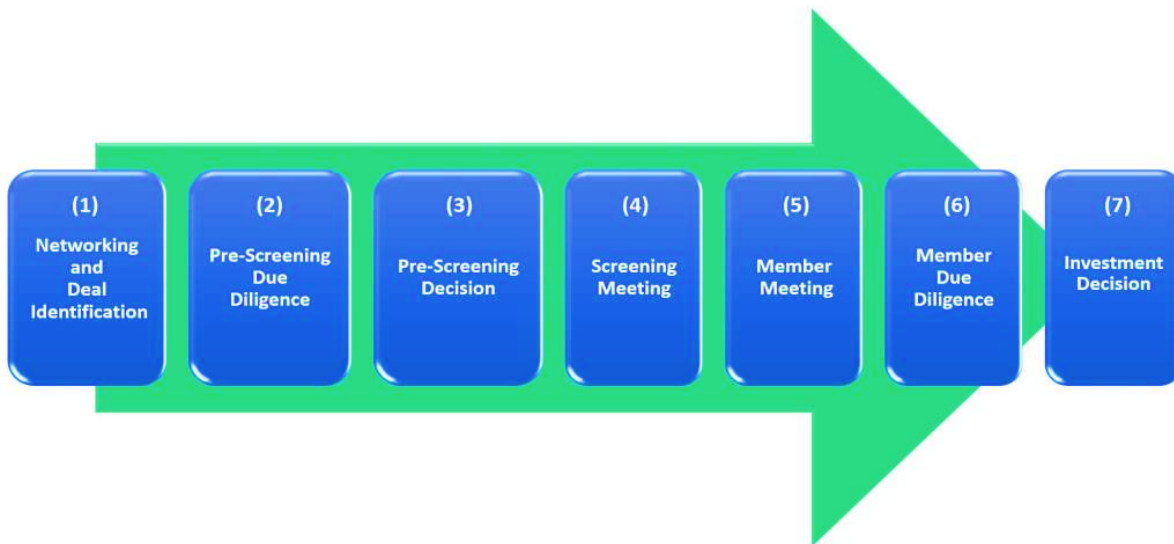 (1)
Networking
and
Deal
Identification
(2)
Pre-Screening
Due
Diligence
(3)
Pre-Screening
Decision
(4)
Screening
Meeting
(5)
Member
Meeting
(6)
Member
Due
Diligence
(7)
Investment
Decision